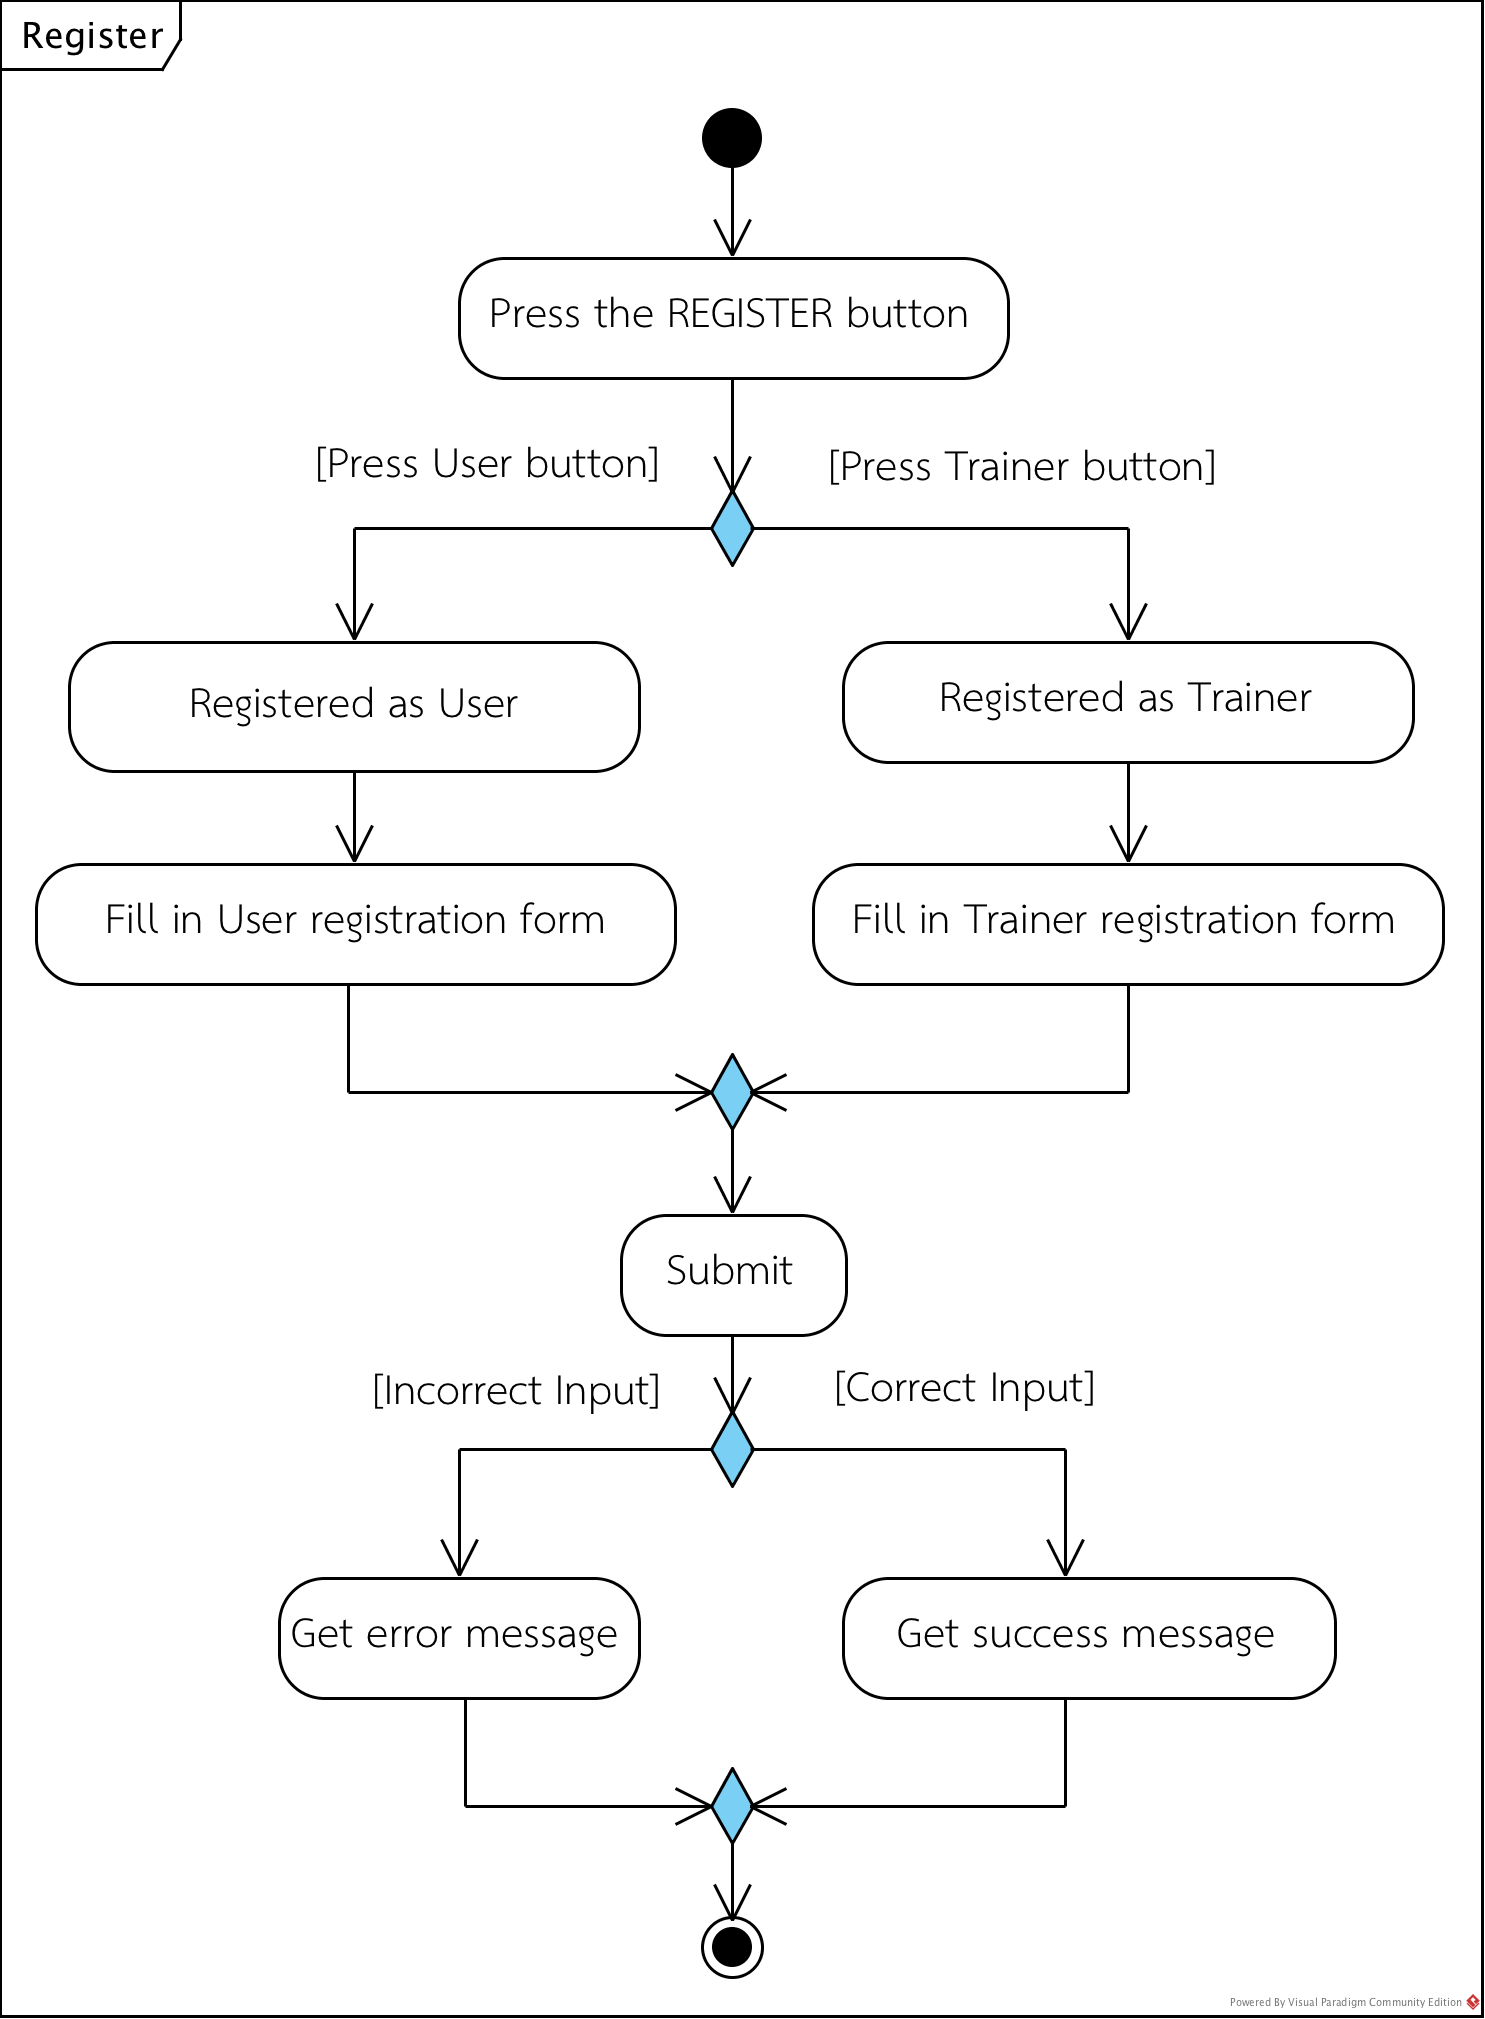 Register
Press the REGISTER button
[Press User button]
[Press Trainer button]
Registered as User
Registered as Trainer
Fill in User registration form
Fill in Trainer registration form
Submit
[Incorrect Input]
[Correct Input]
Get error message
Get success message
Powered By Visual Paradigm Community Edition